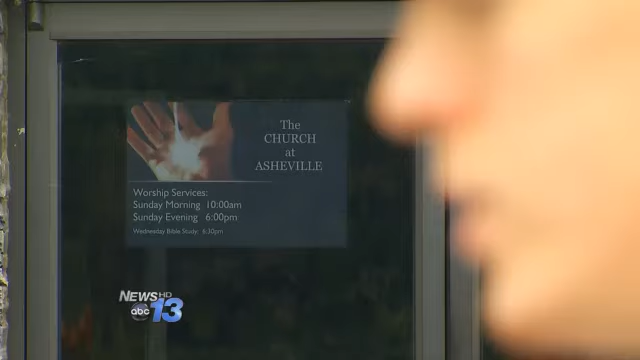 The
CHURCH
at
ASHEVILLE
Worship Services:
Sunday Morning 10:00am
Sunday Evening 6:00pm
Wednesday Bible Study: 6:30pm
NEWS HD
abc 13